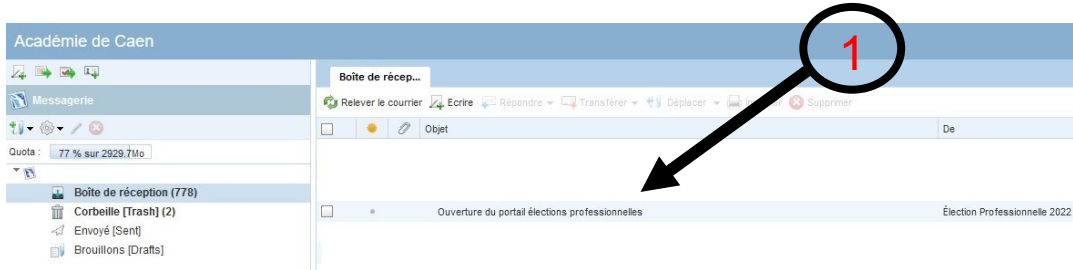 Académie de Caen
1
Messagerie
Boîte de récep...
Relever le courrier Ecrire Répondre Transférer Déplacer Supprimer
Objet De
Quota : 77 % sur 2929.7Mo
Boîte de réception (778)
Corbeille [Trash] (2)
Ouverture du portail élections professionnelles Élection Professionnelle 2022
Envoyé [Sent]
Brouillons [Drafts]